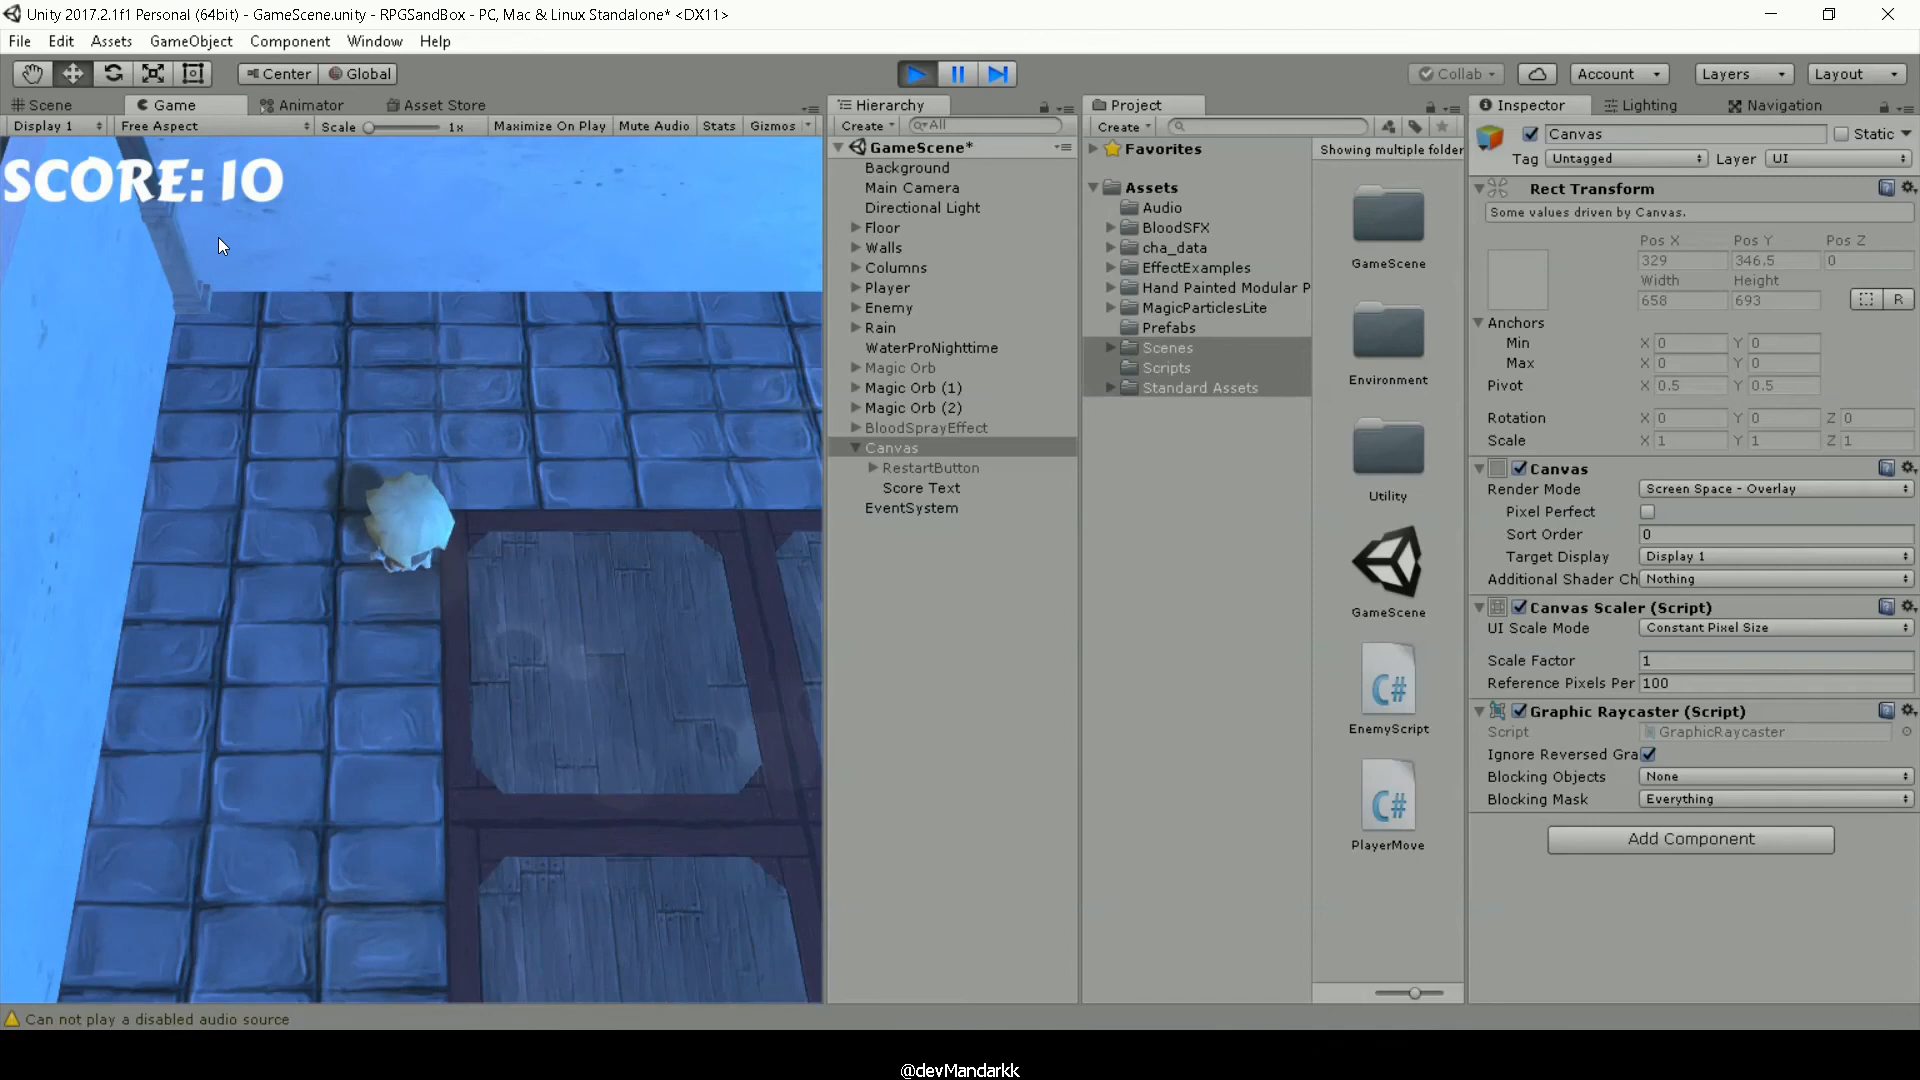 Unity 2017.2.1f1 Personal (64bit) - GameScene.unity - RPGSandBox - PC, Mac & Linux Standalone* <DX11>
File Edit Assets GameObject Component Window Help
Center Global Collab Account Layers Layout
Scene Game Animator Asset Store
Display 1 Free Aspect Scale 1x Maximize On Play Mute Audio Stats Gizmos
SCORE: 10
Hierarchy
Create All
GameScene*
Background
Main Camera
Directional Light
Floor
Walls
Columns
Player
Enemy
Rain
WaterProNighttime
Magic Orb
Magic Orb (1)
Magic Orb (2)
BloodSprayEffect
Canvas
RestartButton
Score Text
EventSystem
Project
Create
Favorites
Assets
Audio
BloodSFX
cha_data
EffectExamples
Hand Painted Modular P
MagicParticlesLite
Prefabs
Scenes
Scripts
Standard Assets
Showing multiple folder
GameScene
Environment
Utility
GameScene
C#
EnemyScript
C#
PlayerMove
Inspector Lighting Navigation
Canvas Static
Tag Untagged Layer UI
Rect Transform
Some values driven by Canvas.
Pos X Pos Y Pos Z
329 346.5 0
Width Height
658 693 R
Anchors
Min X 0 Y 0
Max X 0 Y 0
Pivot X 0.5 Y 0.5
Rotation X 0 Y 0 Z 0
Scale X 1 Y 1 Z 1
Canvas
Render Mode Screen Space - Overlay
Pixel Perfect
Sort Order 0
Target Display Display 1
Additional Shader Ch Nothing
Canvas Scaler (Script)
UI Scale Mode Constant Pixel Size
Scale Factor 1
Reference Pixels Per 100
Graphic Raycaster (Script)
Script GraphicRaycaster
Ignore Reversed Gra
Blocking Objects None
Blocking Mask Everything
Add Component
Can not play a disabled audio source
@devMandarkk